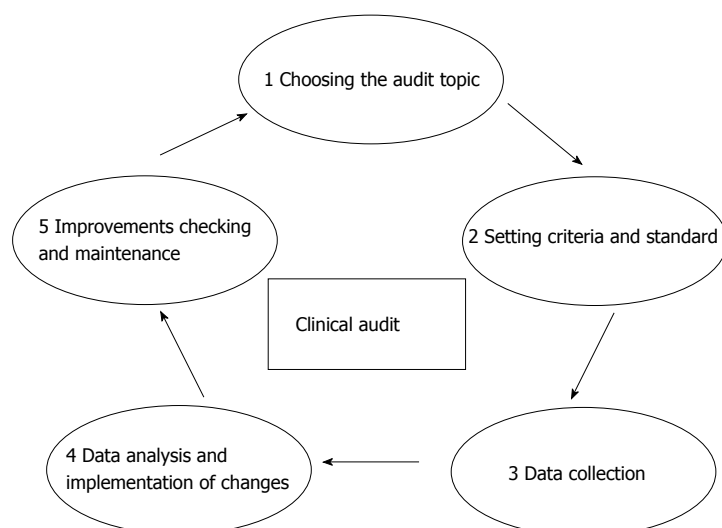 1 Choosing the audit topic
2 Setting criteria and standard
3 Data collection
4 Data analysis and
implementation of changes
5 Improvements checking
and maintenance
Clinical audit